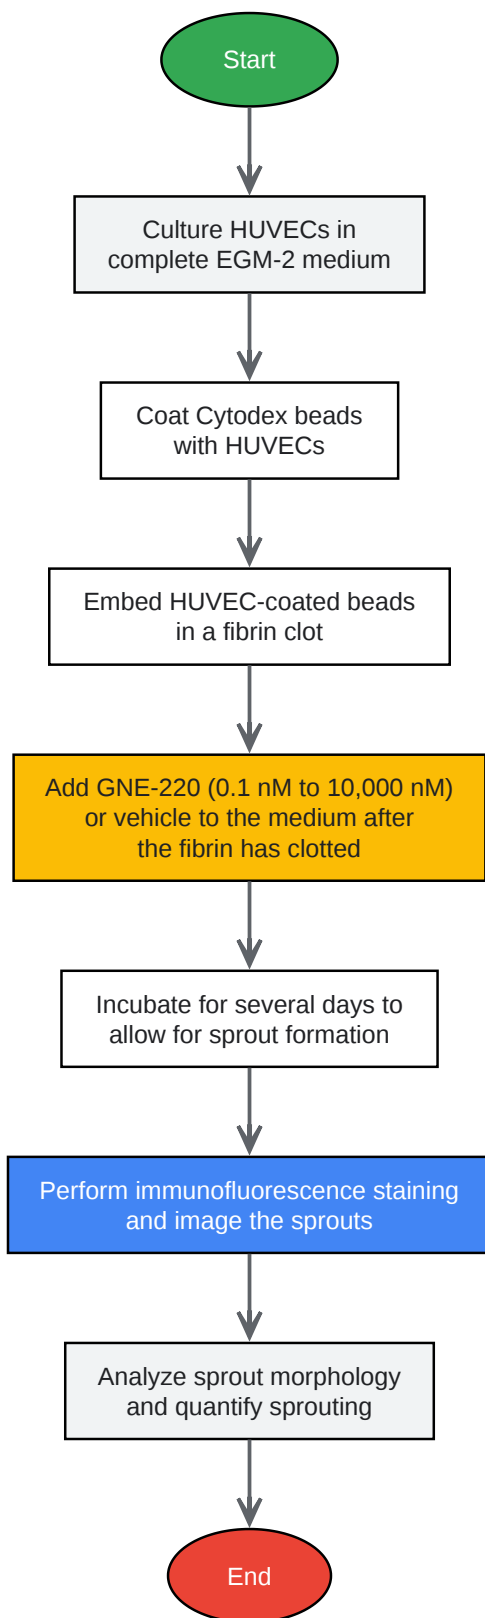 Start
Culture HUVECs in
complete EGM-2 medium
Coat Cytodex beads
with HUVECs
Embed HUVEC-coated beads
in a fibrin clot
Add GNE-220 (0.1 nM to 10,000 nM)
or vehicle to the medium after
the fibrin has clotted
Incubate for several days to
allow for sprout formation
Perform immunofluorescence staining
and image the sprouts
Analyze sprout morphology
and quantify sprouting
End